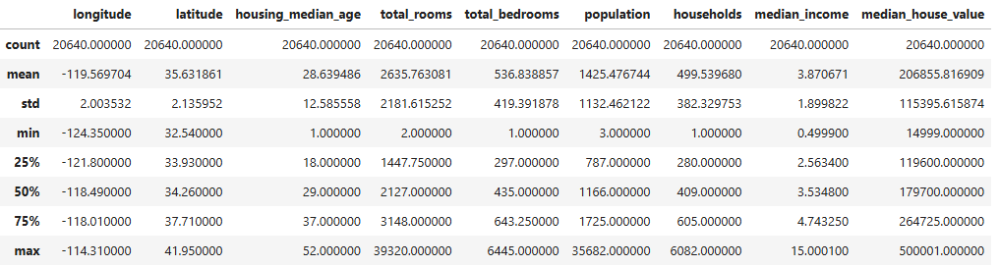 longitude latitude housing_median_age total_rooms total_bedrooms population households median_income median_house_value
count 20640.000000 20640.000000 20640.000000 20640.000000 20640.000000 20640.000000 20640.000000 20640.000000 20640.000000
mean -119.569704 35.631861 28.639486 2635.763081 536.838857 1425.476744 499.539680 3.870671 206855.816909
std 2.003532 2.135952 12.585558 2181.615252 419.391878 1132.462122 382.329753 1.899822 115395.615874
min -124.350000 32.540000 1.000000 2.000000 1.000000 3.000000 1.000000 0.499900 14999.000000
25% -121.800000 33.930000 18.000000 1447.750000 297.000000 787.000000 280.000000 2.563400 119600.000000
50% -118.490000 34.260000 29.000000 2127.000000 435.000000 1166.000000 409.000000 3.534800 179700.000000
75% -118.010000 37.710000 37.000000 3148.000000 643.250000 1725.000000 605.000000 4.743250 264725.000000
max -114.310000 41.950000 52.000000 39320.000000 6445.000000 35682.000000 6082.000000 15.000100 500001.000000